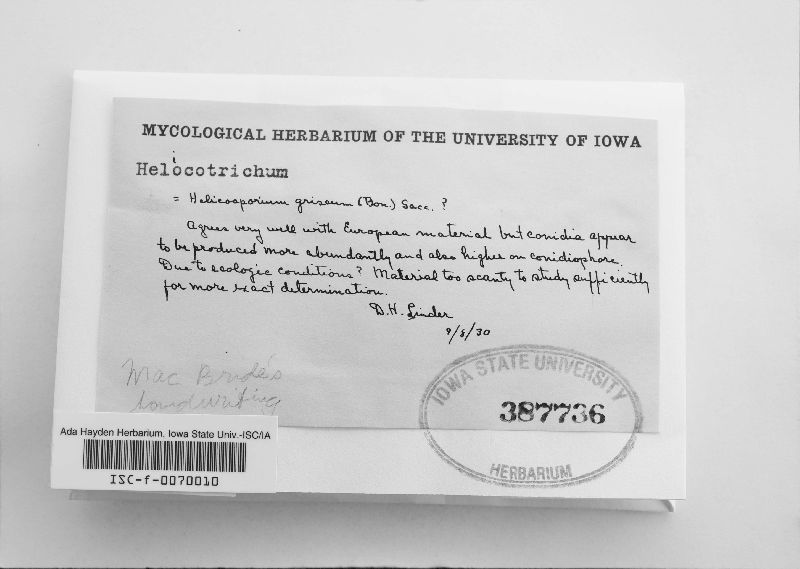 MYCOLOGICAL HERBARIUM OF THE UNIVERSITY OF IOWA
Helicotrichum
= Helicosporium griseum (Bon.) Sacc. ?
Agrees very well with European material but conidia appear
to be produced more abundantly and also higher on conidiophore.
Due to ecologic conditions? Material too scanty to study sufficiently
for more exact determination.
D.H. Linder
9/8/30
Mac Bride's
handwriting
IOWA STATE UNIVERSITY
387736
HERBARIUM
Ada Hayden Herbarium, Iowa State Univ.-ISC/IA
ISC-f-0070010